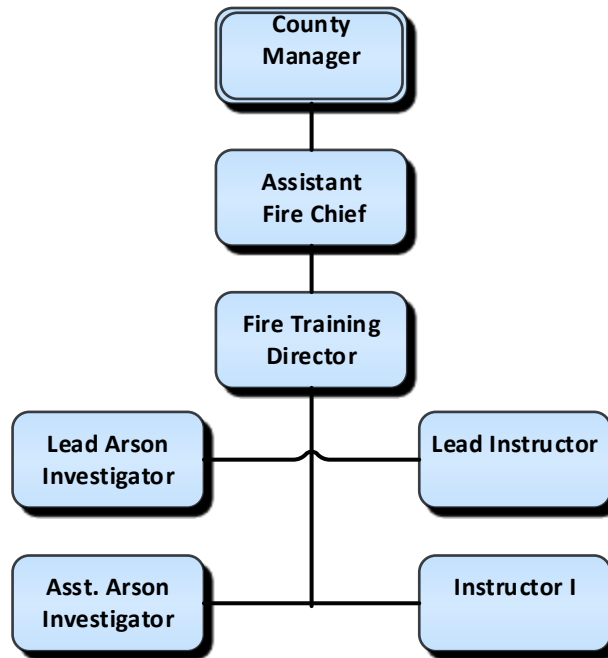 County
Manager
Assistant
Fire Chief
Fire Training
Director
Lead Arson
Investigator
Lead Instructor
Asst. Arson
Investigator
Instructor I